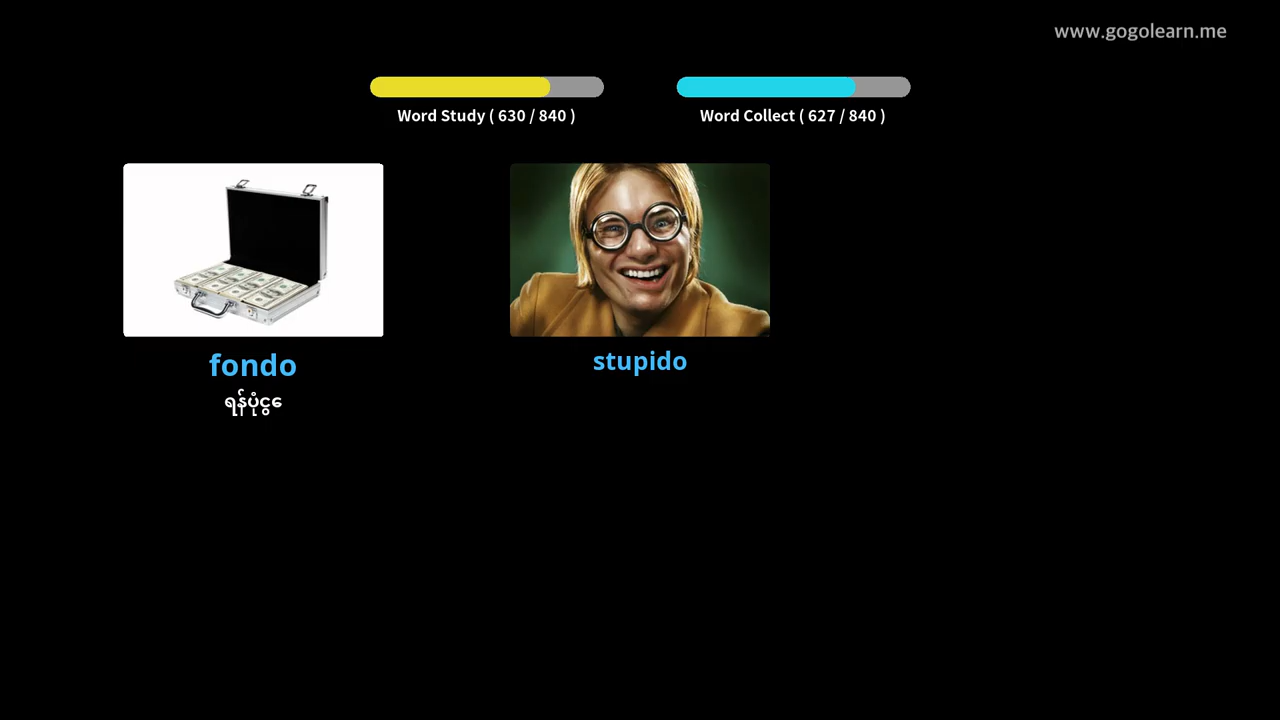 www.gogolearn.me
Word Study ( 630 / 840 )
Word Collect ( 627 / 840 )
fondo
ရန်ပုံငွေ
stupido